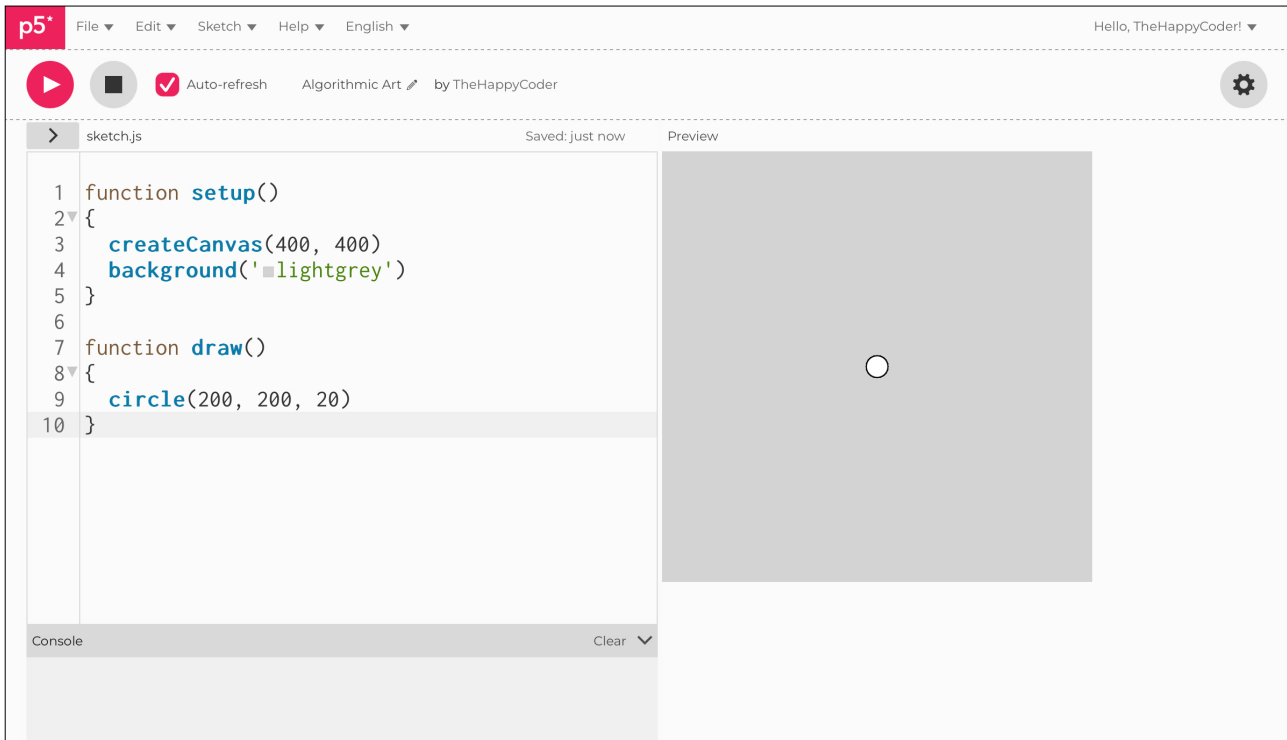 p5* File Edit Sketch Help English Hello, TheHappyCoder!
Auto-refresh Algorithmic Art by TheHappyCoder
sketch.js Saved: just now Preview
1 function setup()
2 {
3 createCanvas(400, 400)
4 background('lightgrey')
5 }
6
7 function draw()
8 {
9 circle(200, 200, 20)
10 }
Console Clear